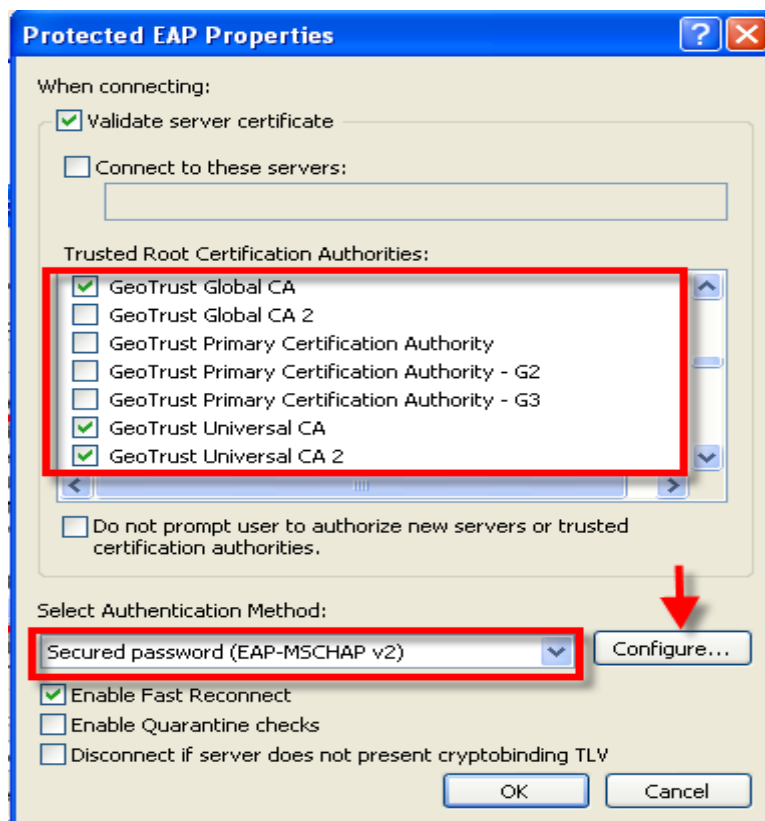 Protected EAP Properties
When connecting:
Validate server certificate
Connect to these servers:
Trusted Root Certification Authorities:
GeoTrust Global CA
GeoTrust Global CA 2
GeoTrust Primary Certification Authority
GeoTrust Primary Certification Authority - G2
GeoTrust Primary Certification Authority - G3
GeoTrust Universal CA
GeoTrust Universal CA 2
Do not prompt user to authorize new servers or trusted
certification authorities.
Select Authentication Method:
Secured password (EAP-MSCHAP v2) Configure...
Enable Fast Reconnect
Enable Quarantine checks
Disconnect if server does not present cryptobinding TLV
OK Cancel